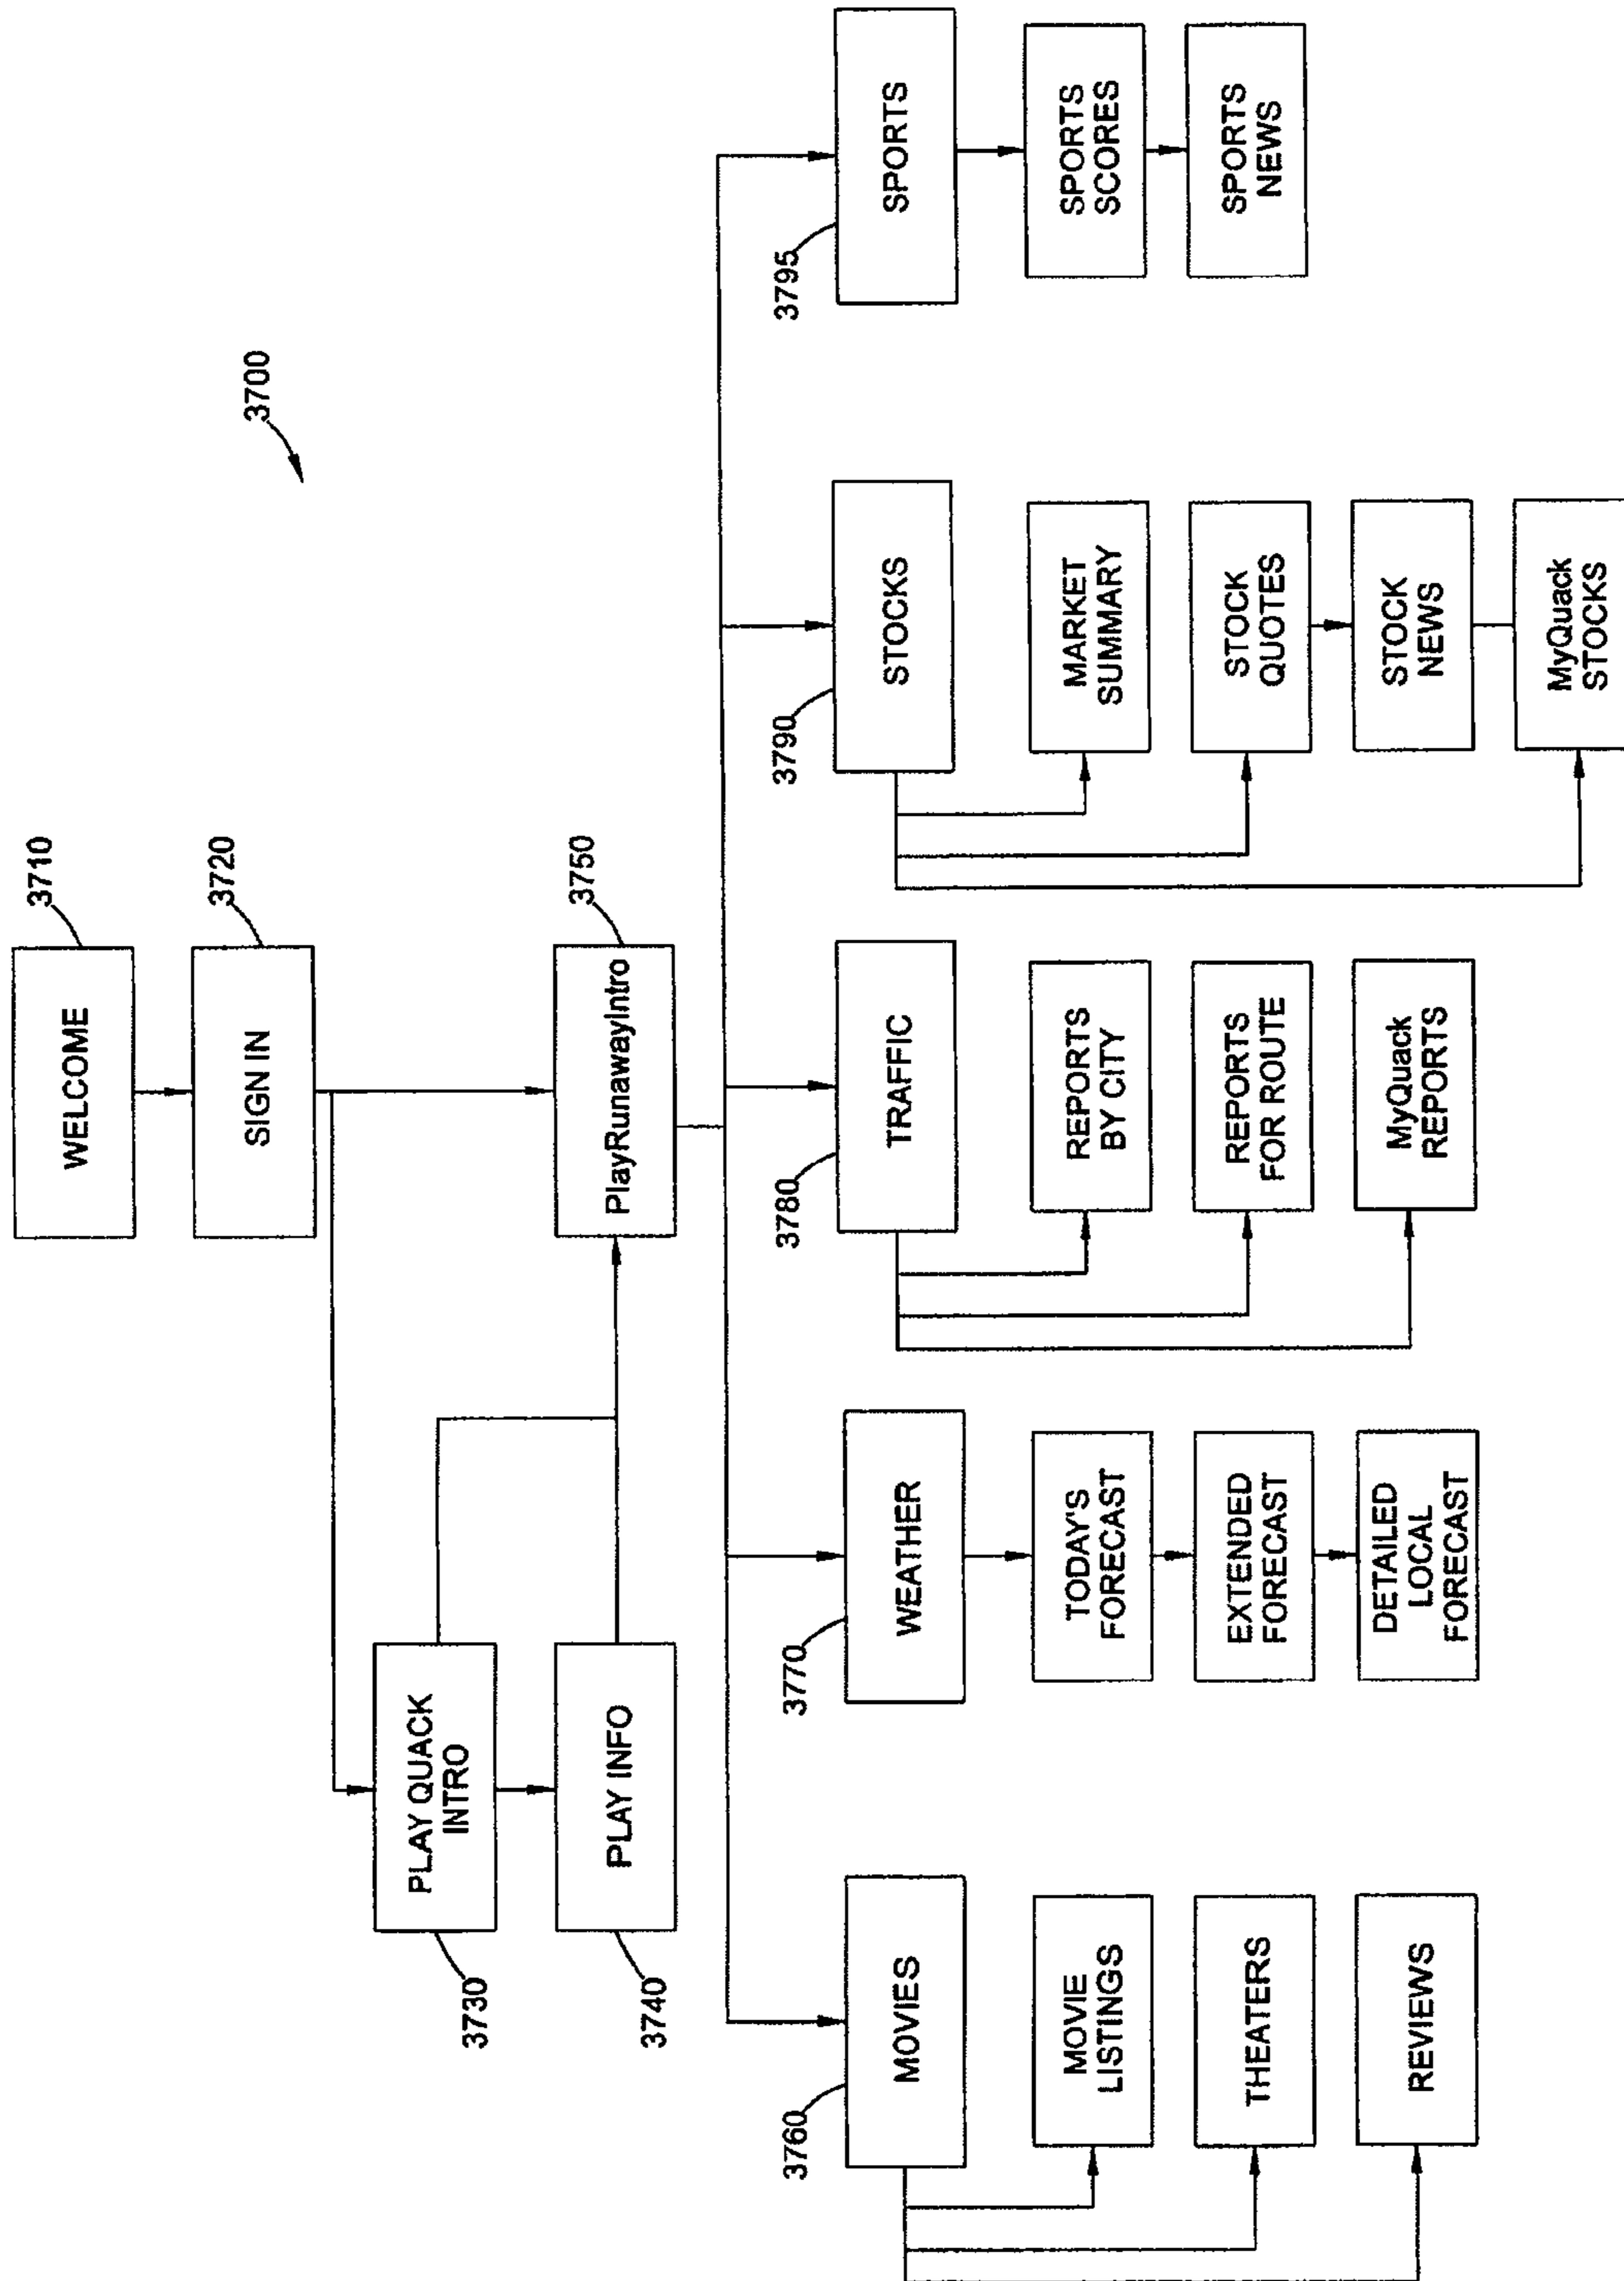 3700
WELCOME
3710
SIGN IN
3720
PLAY QUACK
INTRO
3730
PLAY INFO
3740
PlayRunawayIntro
3750
MOVIES
3760
MOVIE
LISTINGS
THEATERS
REVIEWS
WEATHER
3770
TODAY'S
FORECAST
EXTENDED
FORECAST
DETAILED
LOCAL
FORECAST
TRAFFIC
3780
REPORTS
BY CITY
REPORTS
FOR ROUTE
MyQuack
REPORTS
STOCKS
3790
MARKET
SUMMARY
STOCK
QUOTES
STOCK
NEWS
MyQuack
STOCKS
SPORTS
3795
SPORTS
SCORES
SPORTS
NEWS